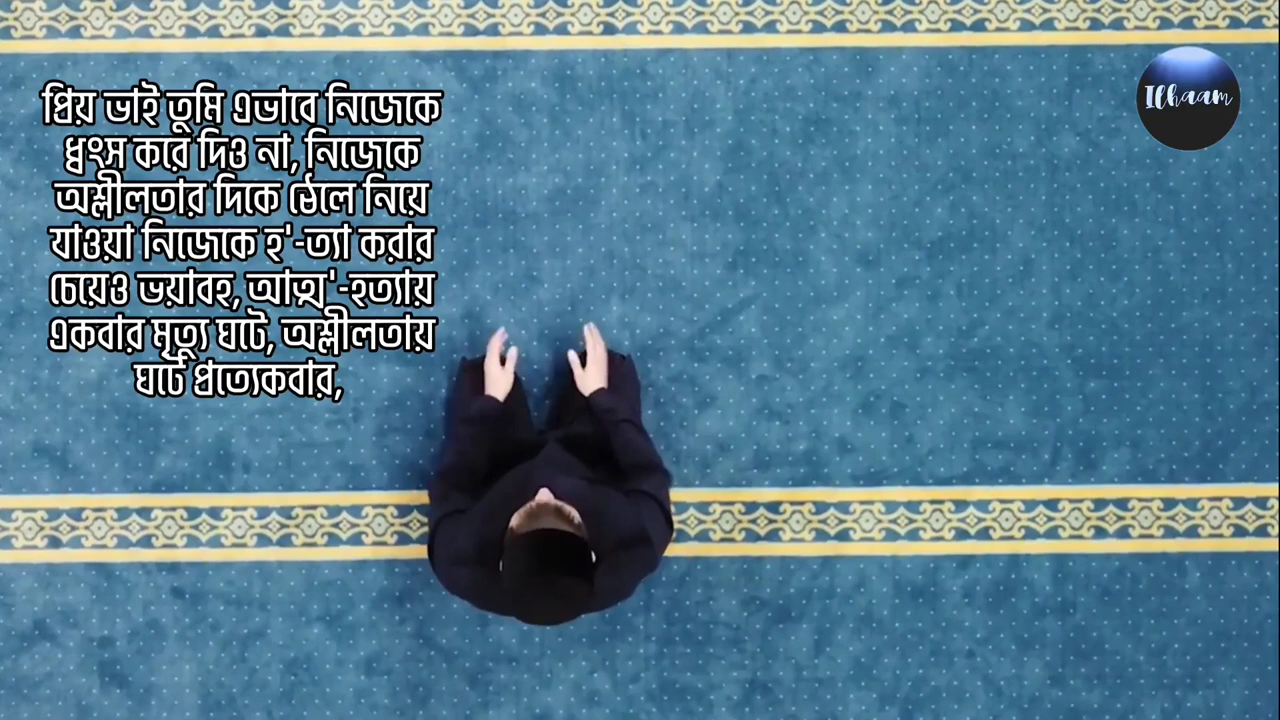 প্রিয় ভাই তুমি এভাবে নিজেকে
ধ্বংস করে দিও না, নিজেকে
অশ্লীলতার দিকে ঠেলে নিয়ে
যাওয়া নিজেকে হ'-ত্যা করার
চেয়েও ভয়াবহ, আত্ম'-হত্যায়
একবার মৃত্যু ঘটে, অশ্লীলতায়
ঘটে প্রত্যেকবার,
Ilhaam